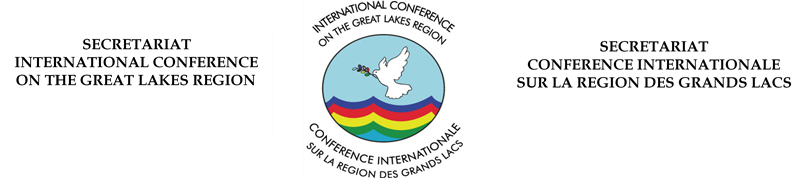 SECRETARIAT
INTERNATIONAL CONFERENCE
ON THE GREAT LAKES REGION
INTERNATIONAL CONFERENCE
ON THE GREAT LAKES REGION
CONFERENCE INTERNATIONALE
SUR LA REGION DES GRANDS LACS
SECRETARIAT
CONFERENCE INTERNATIONALE
SUR LA REGION DES GRANDS LACS